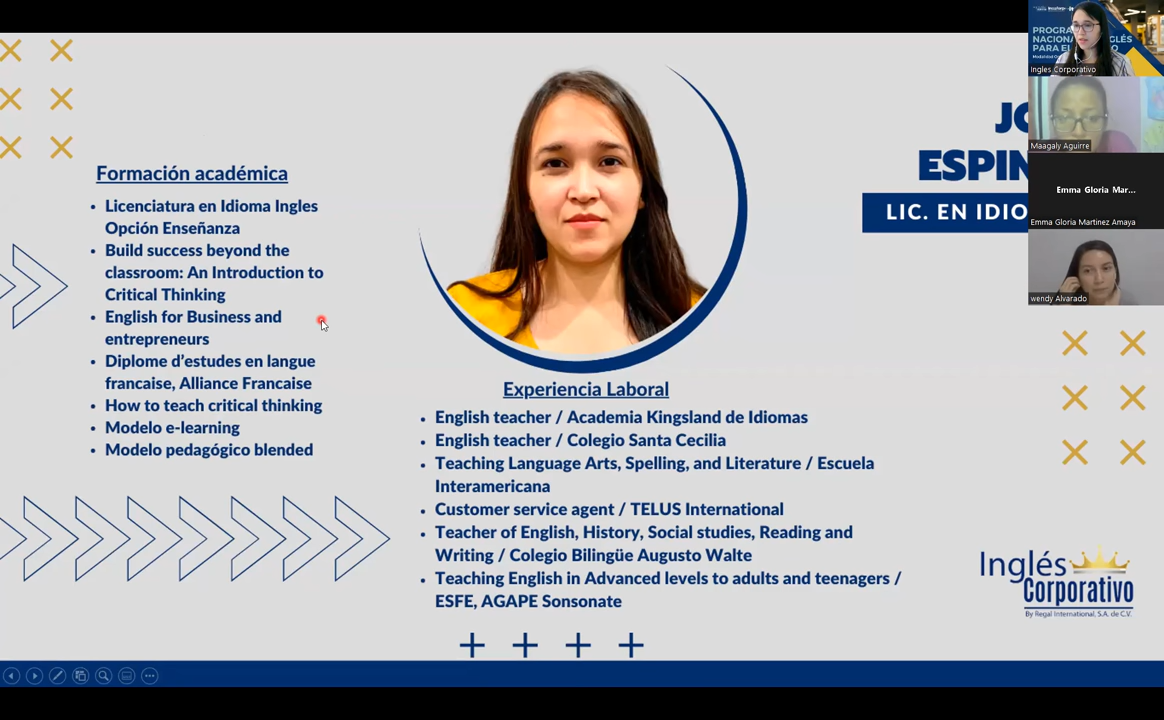 Formación académica
Licenciatura en Idioma Ingles
Opción Enseñanza
Build success beyond the
classroom: An Introduction to
Critical Thinking
English for Business and
entrepreneurs
Diplome d’estudes en langue
francaise, Alliance Francaise
How to teach critical thinking
Modelo e-learning
Modelo pedagógico blended
Experiencia Laboral
English teacher / Academia Kingsland de Idiomas
English teacher / Colegio Santa Cecilia
Teaching Language Arts, Spelling, and Literature / Escuela
Interamericana
Customer service agent / TELUS International
Teacher of English, History, Social studies, Reading and
Writing / Colegio Bilingüe Augusto Walte
Teaching English in Advanced levels to adults and teenagers /
ESFE, AGAPE Sonsonate
ESPIN
LIC. EN IDIO
Ingles Corporativo
Maagaly Aguirre
Emma Gloria Mar...
Emma Gloria Martinez Amaya
wendy Alvarado
Inglés
Corporativo
By Regal International, S.A. de C.V.